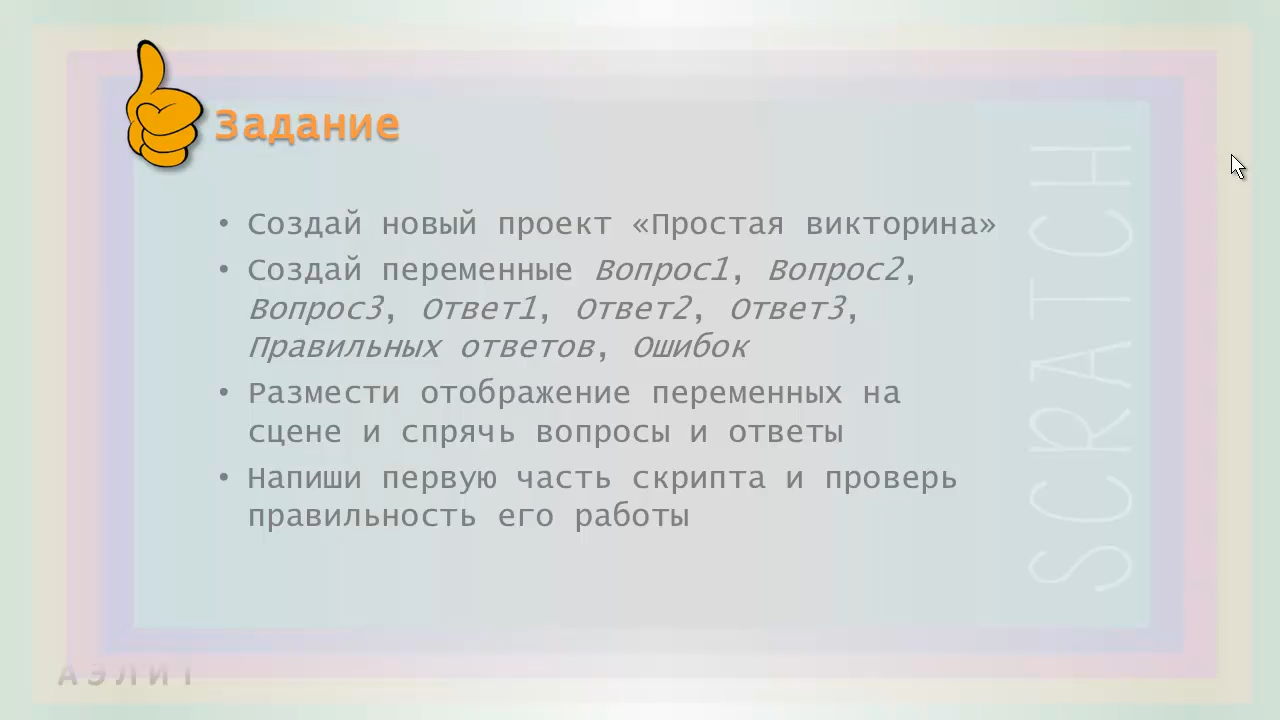 Задание
• Создай новый проект «Простая викторина»
• Создай переменные Вопрос1, Вопрос2,
Вопрос3, Ответ1, Ответ2, Ответ3,
Правильных ответов, Ошибок
• Размести отображение переменных на
сцене и спрячь вопросы и ответы
• Напиши первую часть скрипта и проверь
правильность его работы
SCRATCH
АЭЛИТ